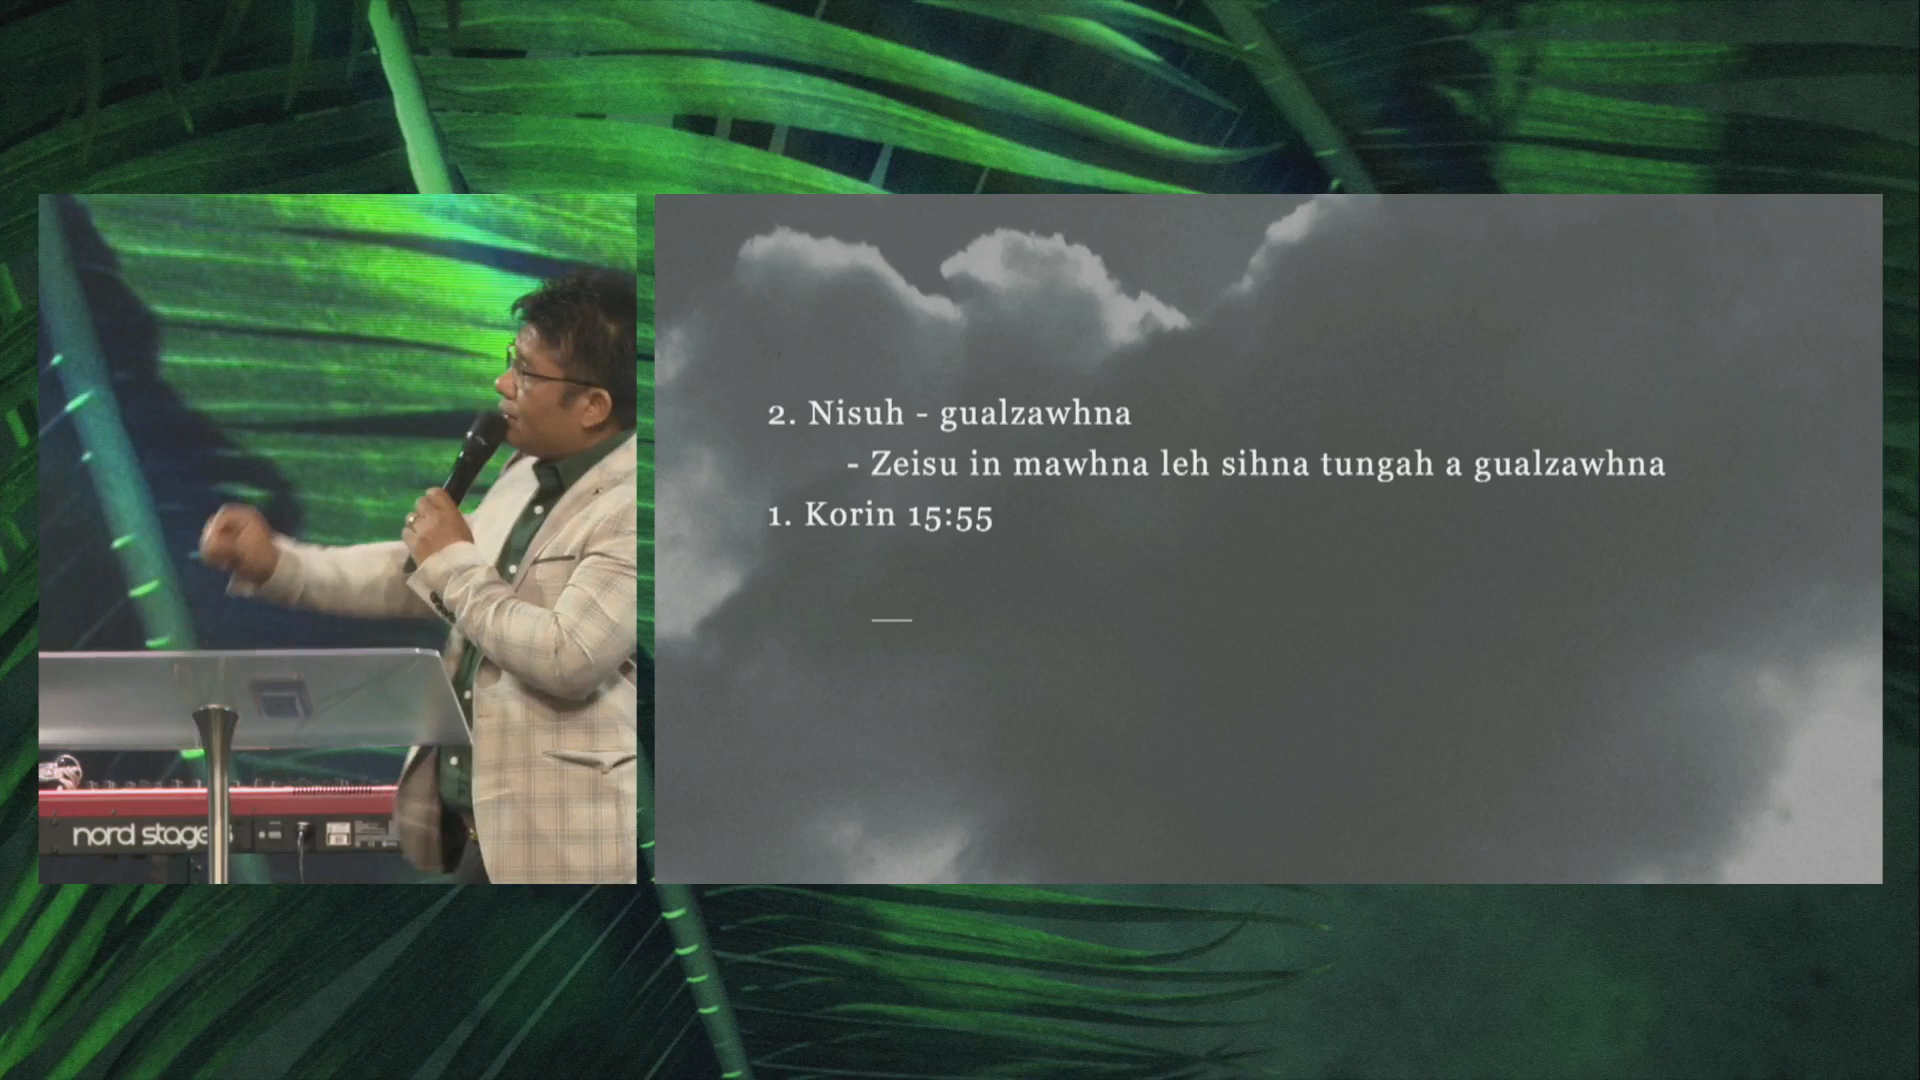 2. Nisuh - gualzawhna
- Zeisu in mawhna leh sihna tungah a gualzawhna
1. Korin 15:55
nord stage